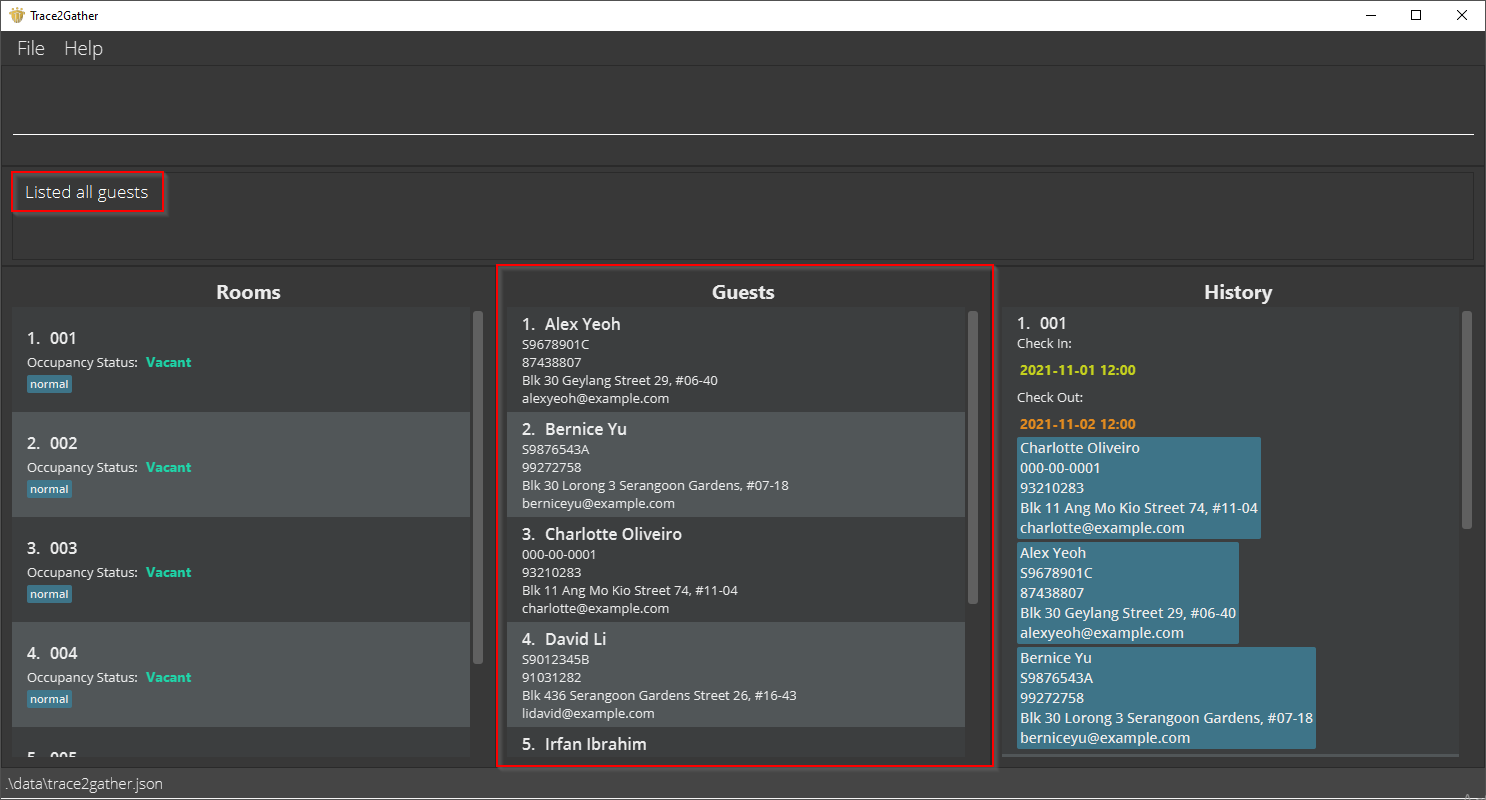 Trace2Gather
File Help
Listed all guests
Rooms
1. 001
Occupancy Status: Vacant
normal
2. 002
Occupancy Status: Vacant
normal
3. 003
Occupancy Status: Vacant
normal
4. 004
Occupancy Status: Vacant
normal
5. 005
Guests
1. Alex Yeoh
S9678901C
87438807
Blk 30 Geylang Street 29, #06-40
alexyeoh@example.com
2. Bernice Yu
S9876543A
99272758
Blk 30 Lorong 3 Serangoon Gardens, #07-18
berniceyu@example.com
3. Charlotte Oliveiro
000-00-0001
93210283
Blk 11 Ang Mo Kio Street 74, #11-04
charlotte@example.com
4. David Li
S9012345B
91031282
Blk 436 Serangoon Gardens Street 26, #16-43
lidavid@example.com
5. Irfan Ibrahim
History
1. 001
Check In:
2021-11-01 12:00
Check Out:
2021-11-02 12:00
Charlotte Oliveiro
000-00-0001
93210283
Blk 11 Ang Mo Kio Street 74, #11-04
charlotte@example.com
Alex Yeoh
S9678901C
87438807
Blk 30 Geylang Street 29, #06-40
alexyeoh@example.com
Bernice Yu
S9876543A
99272758
Blk 30 Lorong 3 Serangoon Gardens, #07-18
berniceyu@example.com
.\data\trace2gather.json